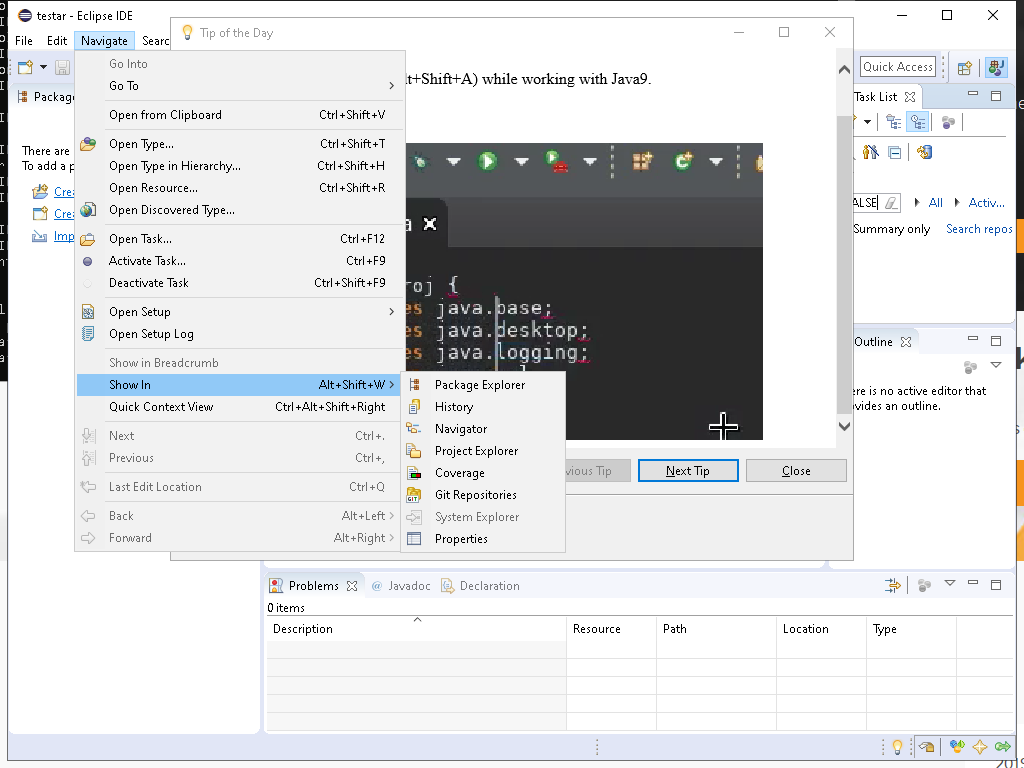 testar - Eclipse IDE
File Edit Navigate Searc
Tip of the Day
Quick Access
Package
There are
To add a p
Crea
Crea
Imp
Go Into
Go To
Open from Clipboard Ctrl+Shift+V
Open Type... Ctrl+Shift+T
Open Type in Hierarchy... Ctrl+Shift+H
Open Resource... Ctrl+Shift+R
Open Discovered Type...
Open Task... Ctrl+F12
Activate Task... Ctrl+F9
Deactivate Task Ctrl+Shift+F9
Open Setup
Open Setup Log
Show in Breadcrumb
Show In Alt+Shift+W
Quick Context View Ctrl+Alt+Shift+Right
Next Ctrl+.
Previous Ctrl+,
Last Edit Location Ctrl+Q
Back Alt+Left
Forward Alt+Right
Package Explorer
History
Navigator
Project Explorer
Coverage
Git Repositories
System Explorer
Properties
lt+Shift+A) while working with Java9.
a
roj {
es java.base;
es java.desktop;
es java.logging;
vious Tip Next Tip Close
Task List
ALSE All Activ...
Summary only Search repos
Outline
ere is no active editor that
ovides an outline.
Problems @ Javadoc Declaration
0 items
Description Resource Path Location Type